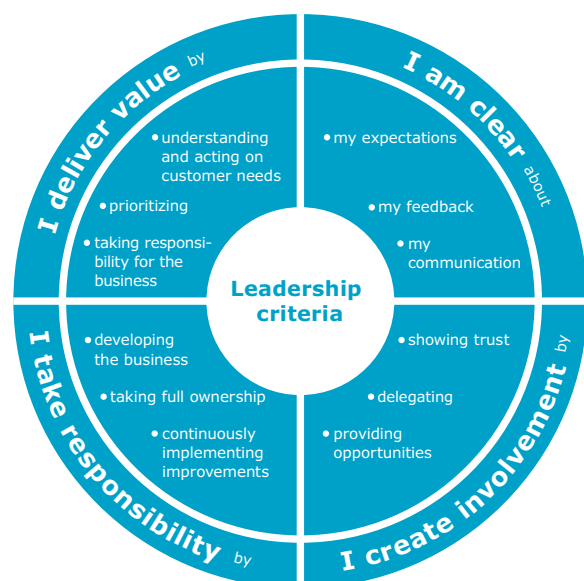 I deliver value by
• understanding
and acting on
customer needs
• prioritizing
• taking responsi-
bility for the
business
I am clear about
• my expectations
• my feedback
• my
communication
Leadership
criteria
I take responsibility by
• developing
the business
• taking full ownership
• continuously
implementing
improvements
I create involvement by
• showing trust
• delegating
• providing
opportunities